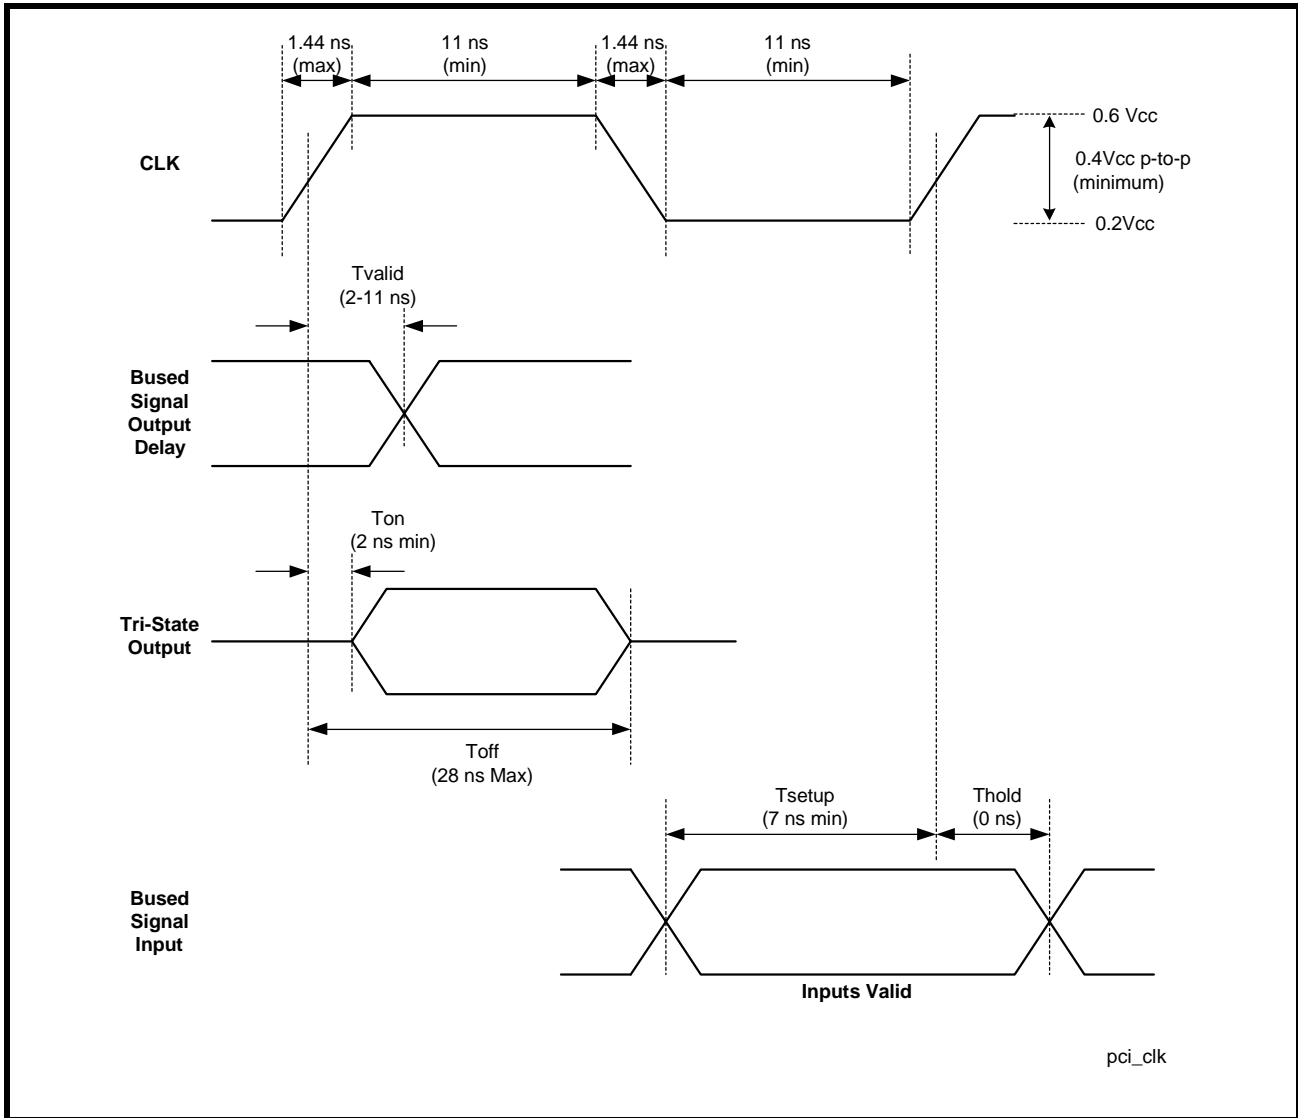 1.44 ns
(max)
11 ns
(min)
1.44 ns
(max)
11 ns
(min)
CLK
0.6 Vcc
0.4Vcc p-to-p
(minimum)
0.2Vcc
Tvalid
(2-11 ns)
Bused
Signal
Output
Delay
Ton
(2 ns min)
Tri-State
Output
Toff
(28 ns Max)
Tsetup
(7 ns min)
Thold
(0 ns)
Bused
Signal
Input
Inputs Valid
pci_clk